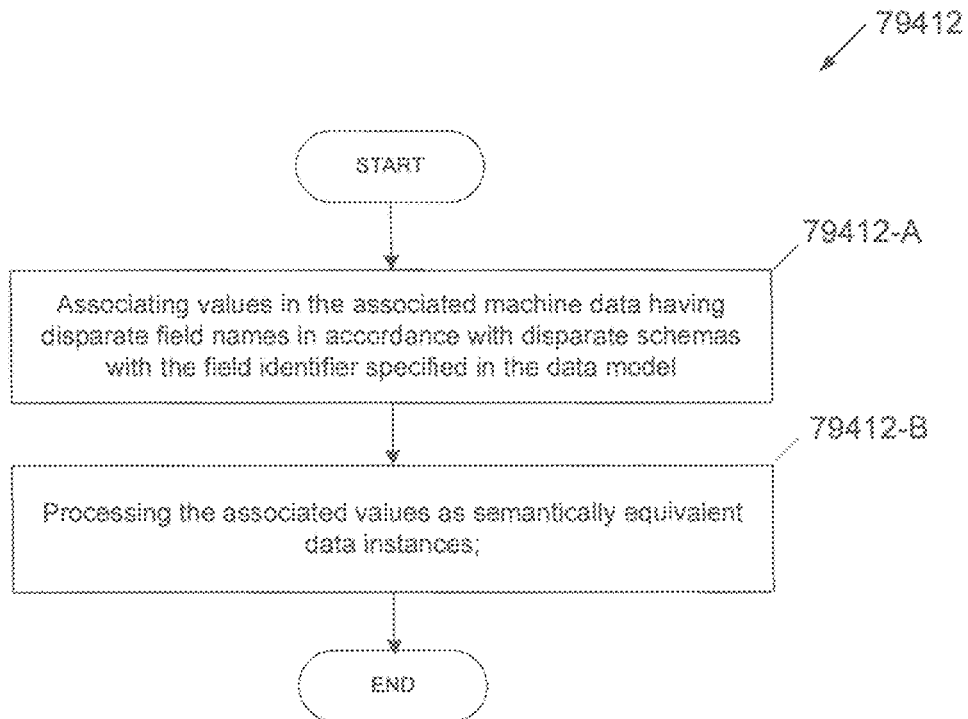 79412
START
79412-A
Associating values in the associated machine data having
disparate field names in accordance with disparate schemas
with the field identifier specified in the data model
79412-B
Processing the associated values as semantically equivalent
data instances;
END